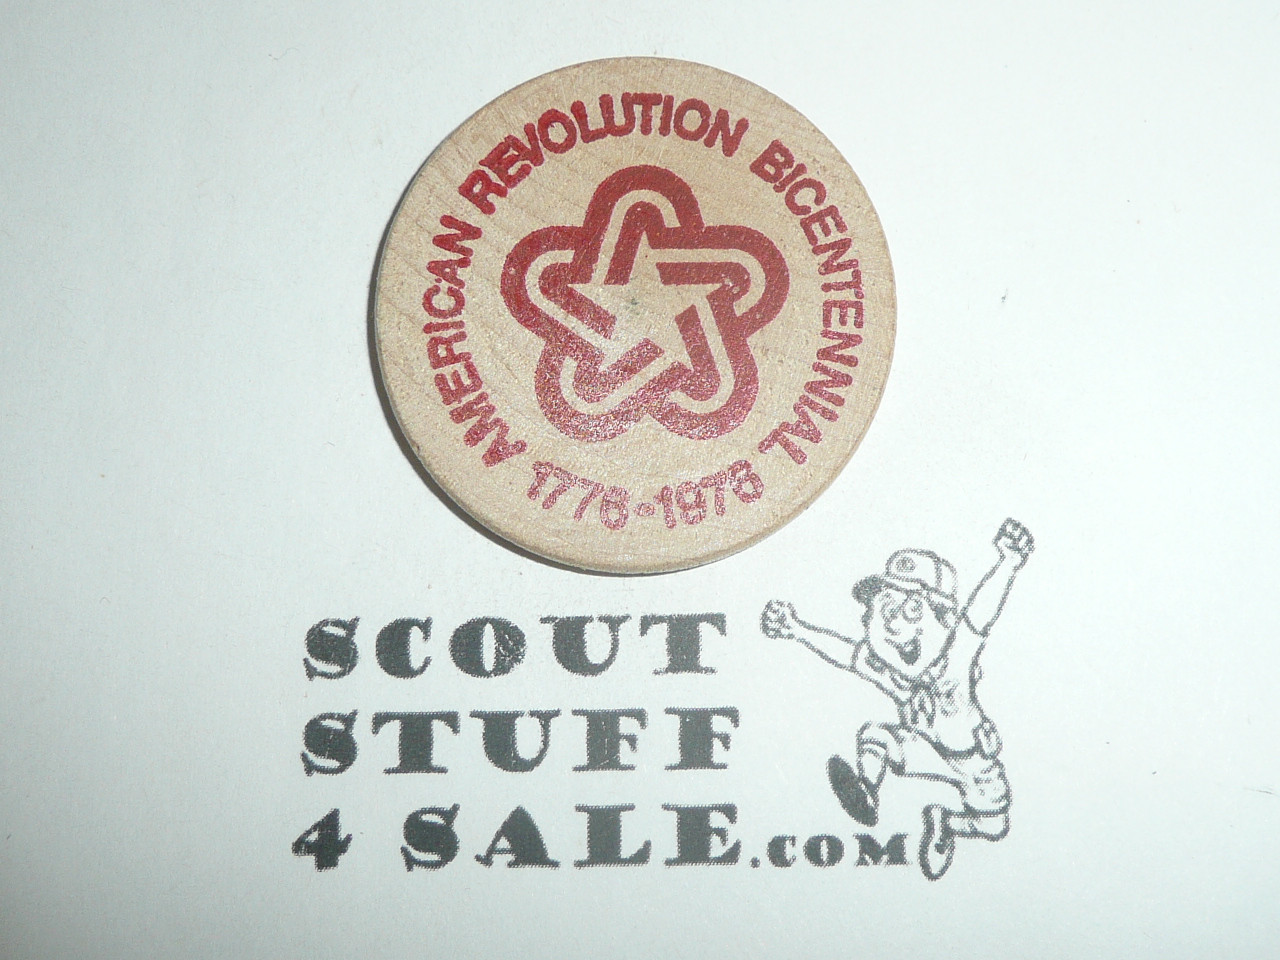 AMERICAN REVOLUTION BICENTENNIAL
1776-1976
SCOUT
STUFF
4 SALE.COM